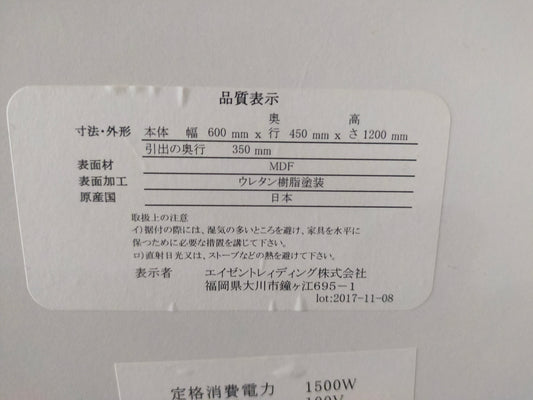 品質表示
寸法・外形 本体 幅 600 mm x 奥行 450 mm x 高さ 1200 mm
引出の奥行 350 mm
表面材 MDF
表面加工 ウレタン樹脂塗装
原産国 日本
取扱上の注意
イ)据付の際には、湿気の多いところを避け、家具を水平に
保つために必要な措置を講じて下さい。
ロ)直射日光又は、ストーブなどの熱を避けて下さい。
表示者 エイゼントレィディング株式会社
福岡県大川市鐘ヶ江695-1
lot:2017-11-08
定格消費電力 1500W
100V